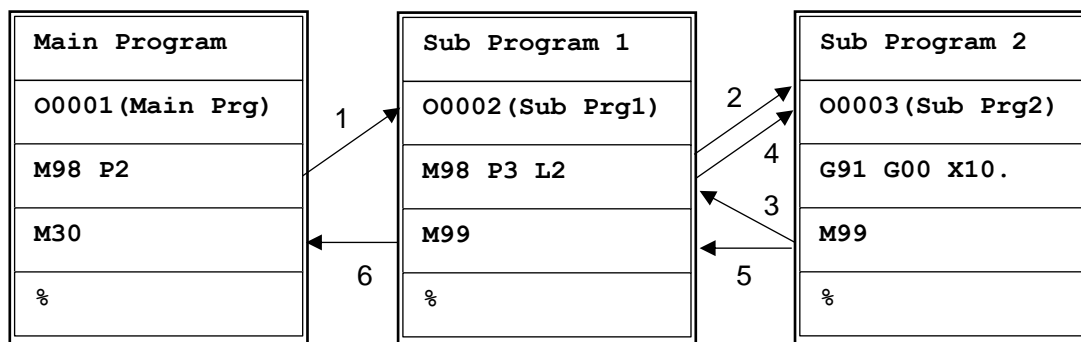 Main Program
O0001(Main Prg)
M98 P2
M30
%
1
6
Sub Program 1
O0002(Sub Prg1)
M98 P3 L2
M99
%
2
4
3
5
Sub Program 2
O0003(Sub Prg2)
G91 G00 X10.
M99
%